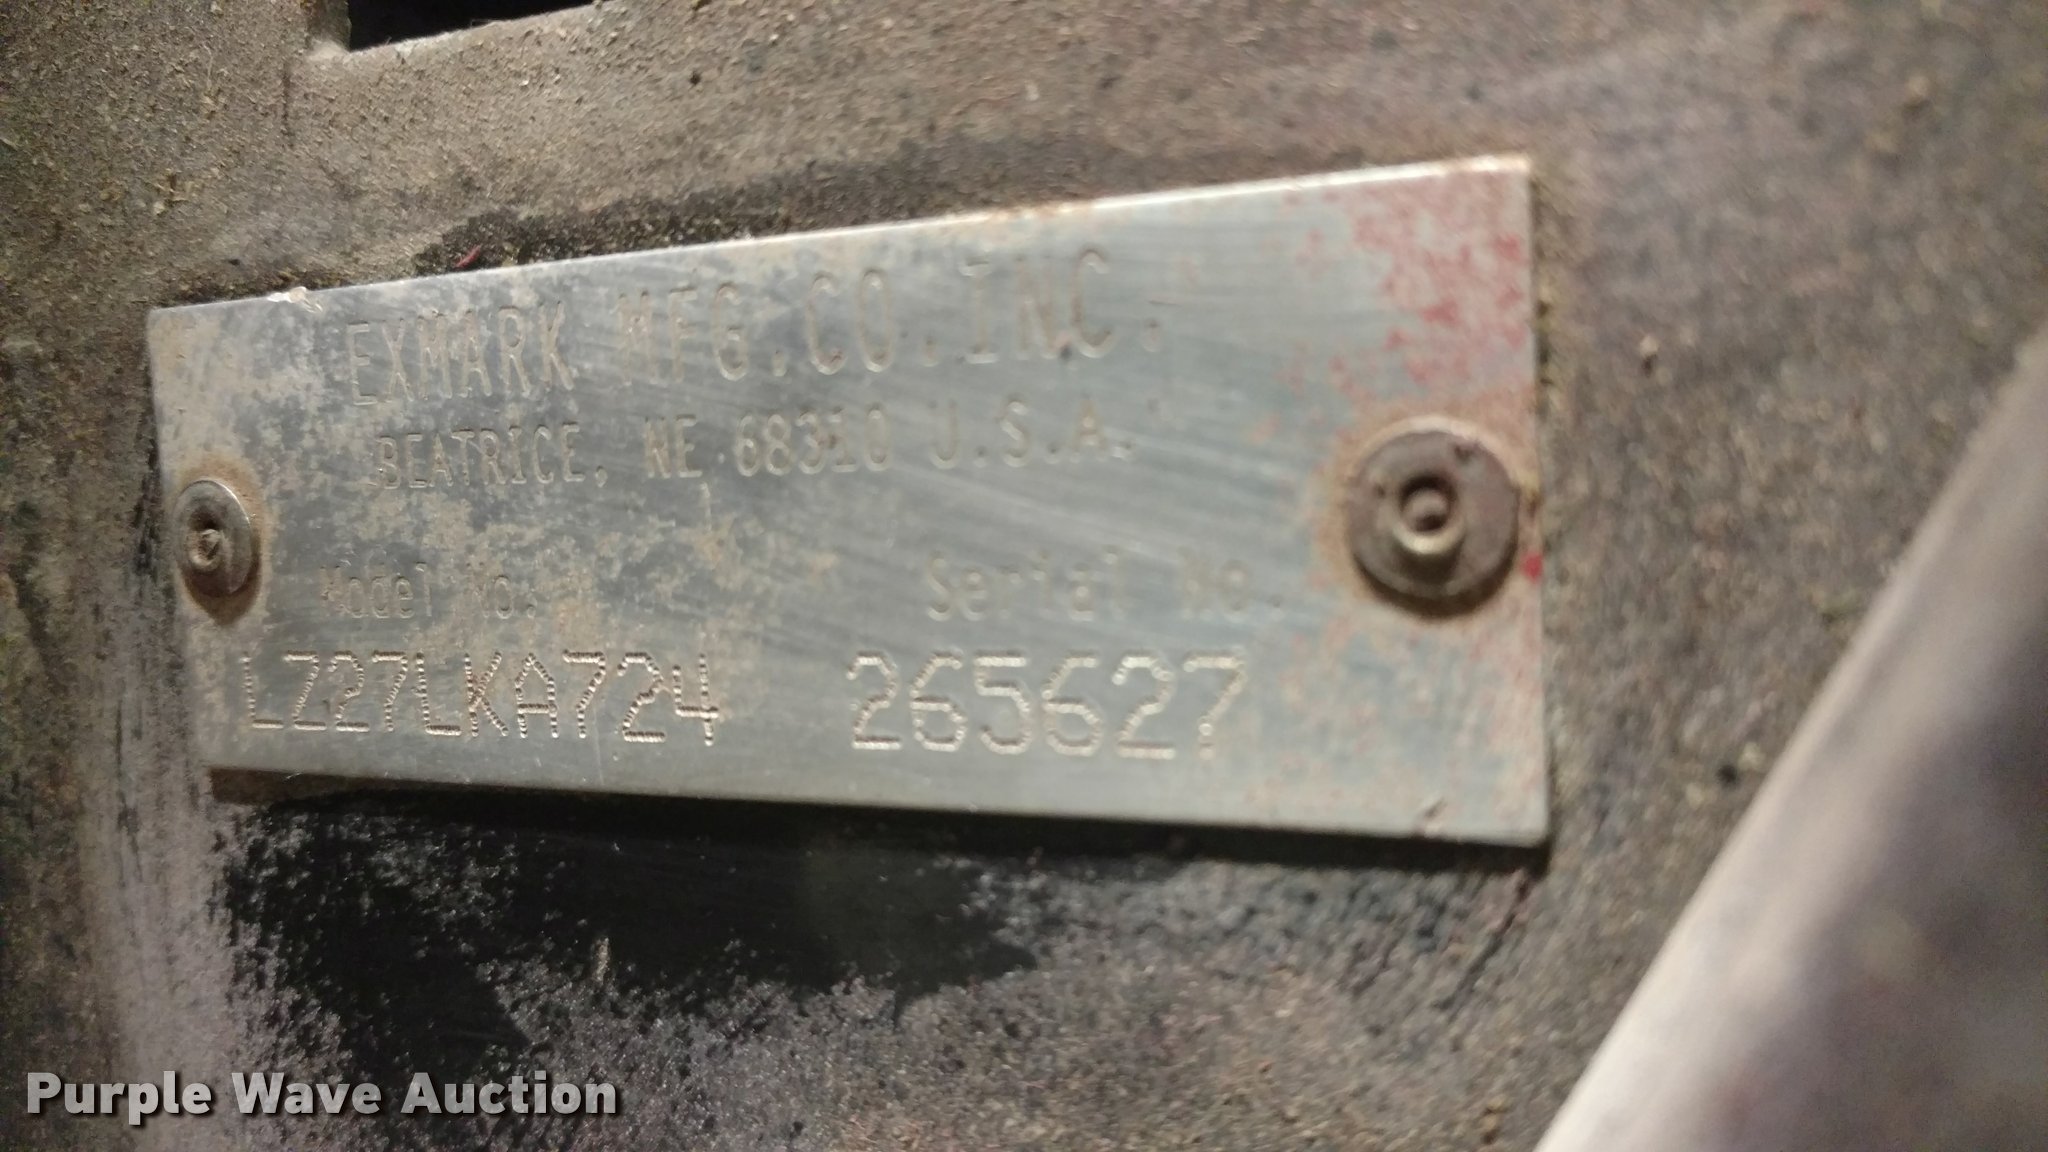 EXMARK MFG.CO.INC.
BEATRICE, NE 68310 U.S.A.
Model No. Serial No.
LZ27LKA724 265627
Purple Wave Auction